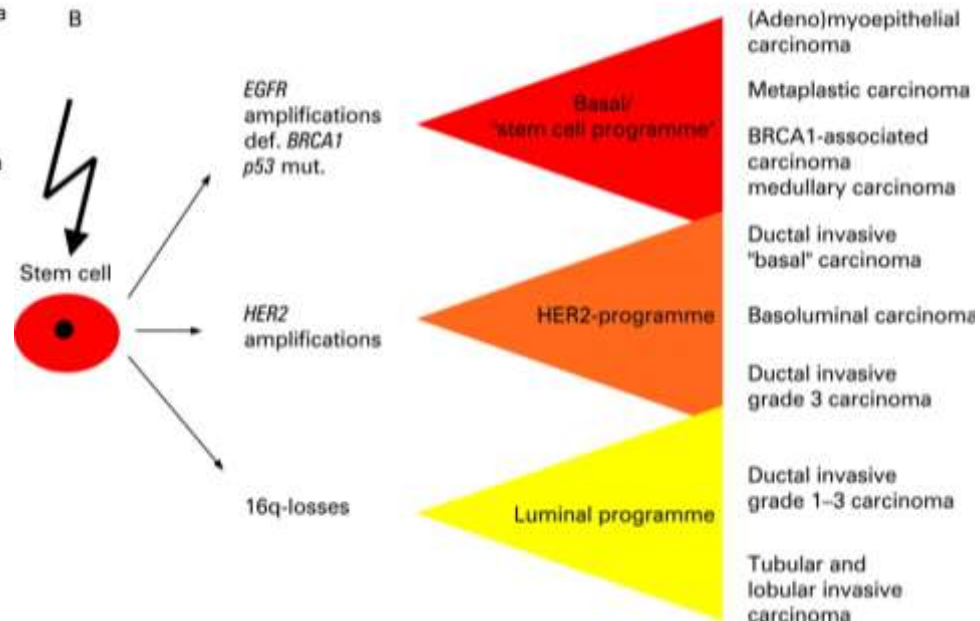 a
B
EGFR
amplifications
def. BRCA1
p53 mut.
Stem cell
HER2
amplifications
16q-losses
Basal/
"stem cell programme"
HER2-programme
Luminal programme
(Adeno)myoepithelial
carcinoma
Metaplastic carcinoma
BRCA1-associated
carcinoma
medullary carcinoma
Ductal invasive
"basal" carcinoma
Basoluminal carcinoma
Ductal invasive
grade 3 carcinoma
Ductal invasive
grade 1–3 carcinoma
Tubular and
lobular invasive
carcinoma